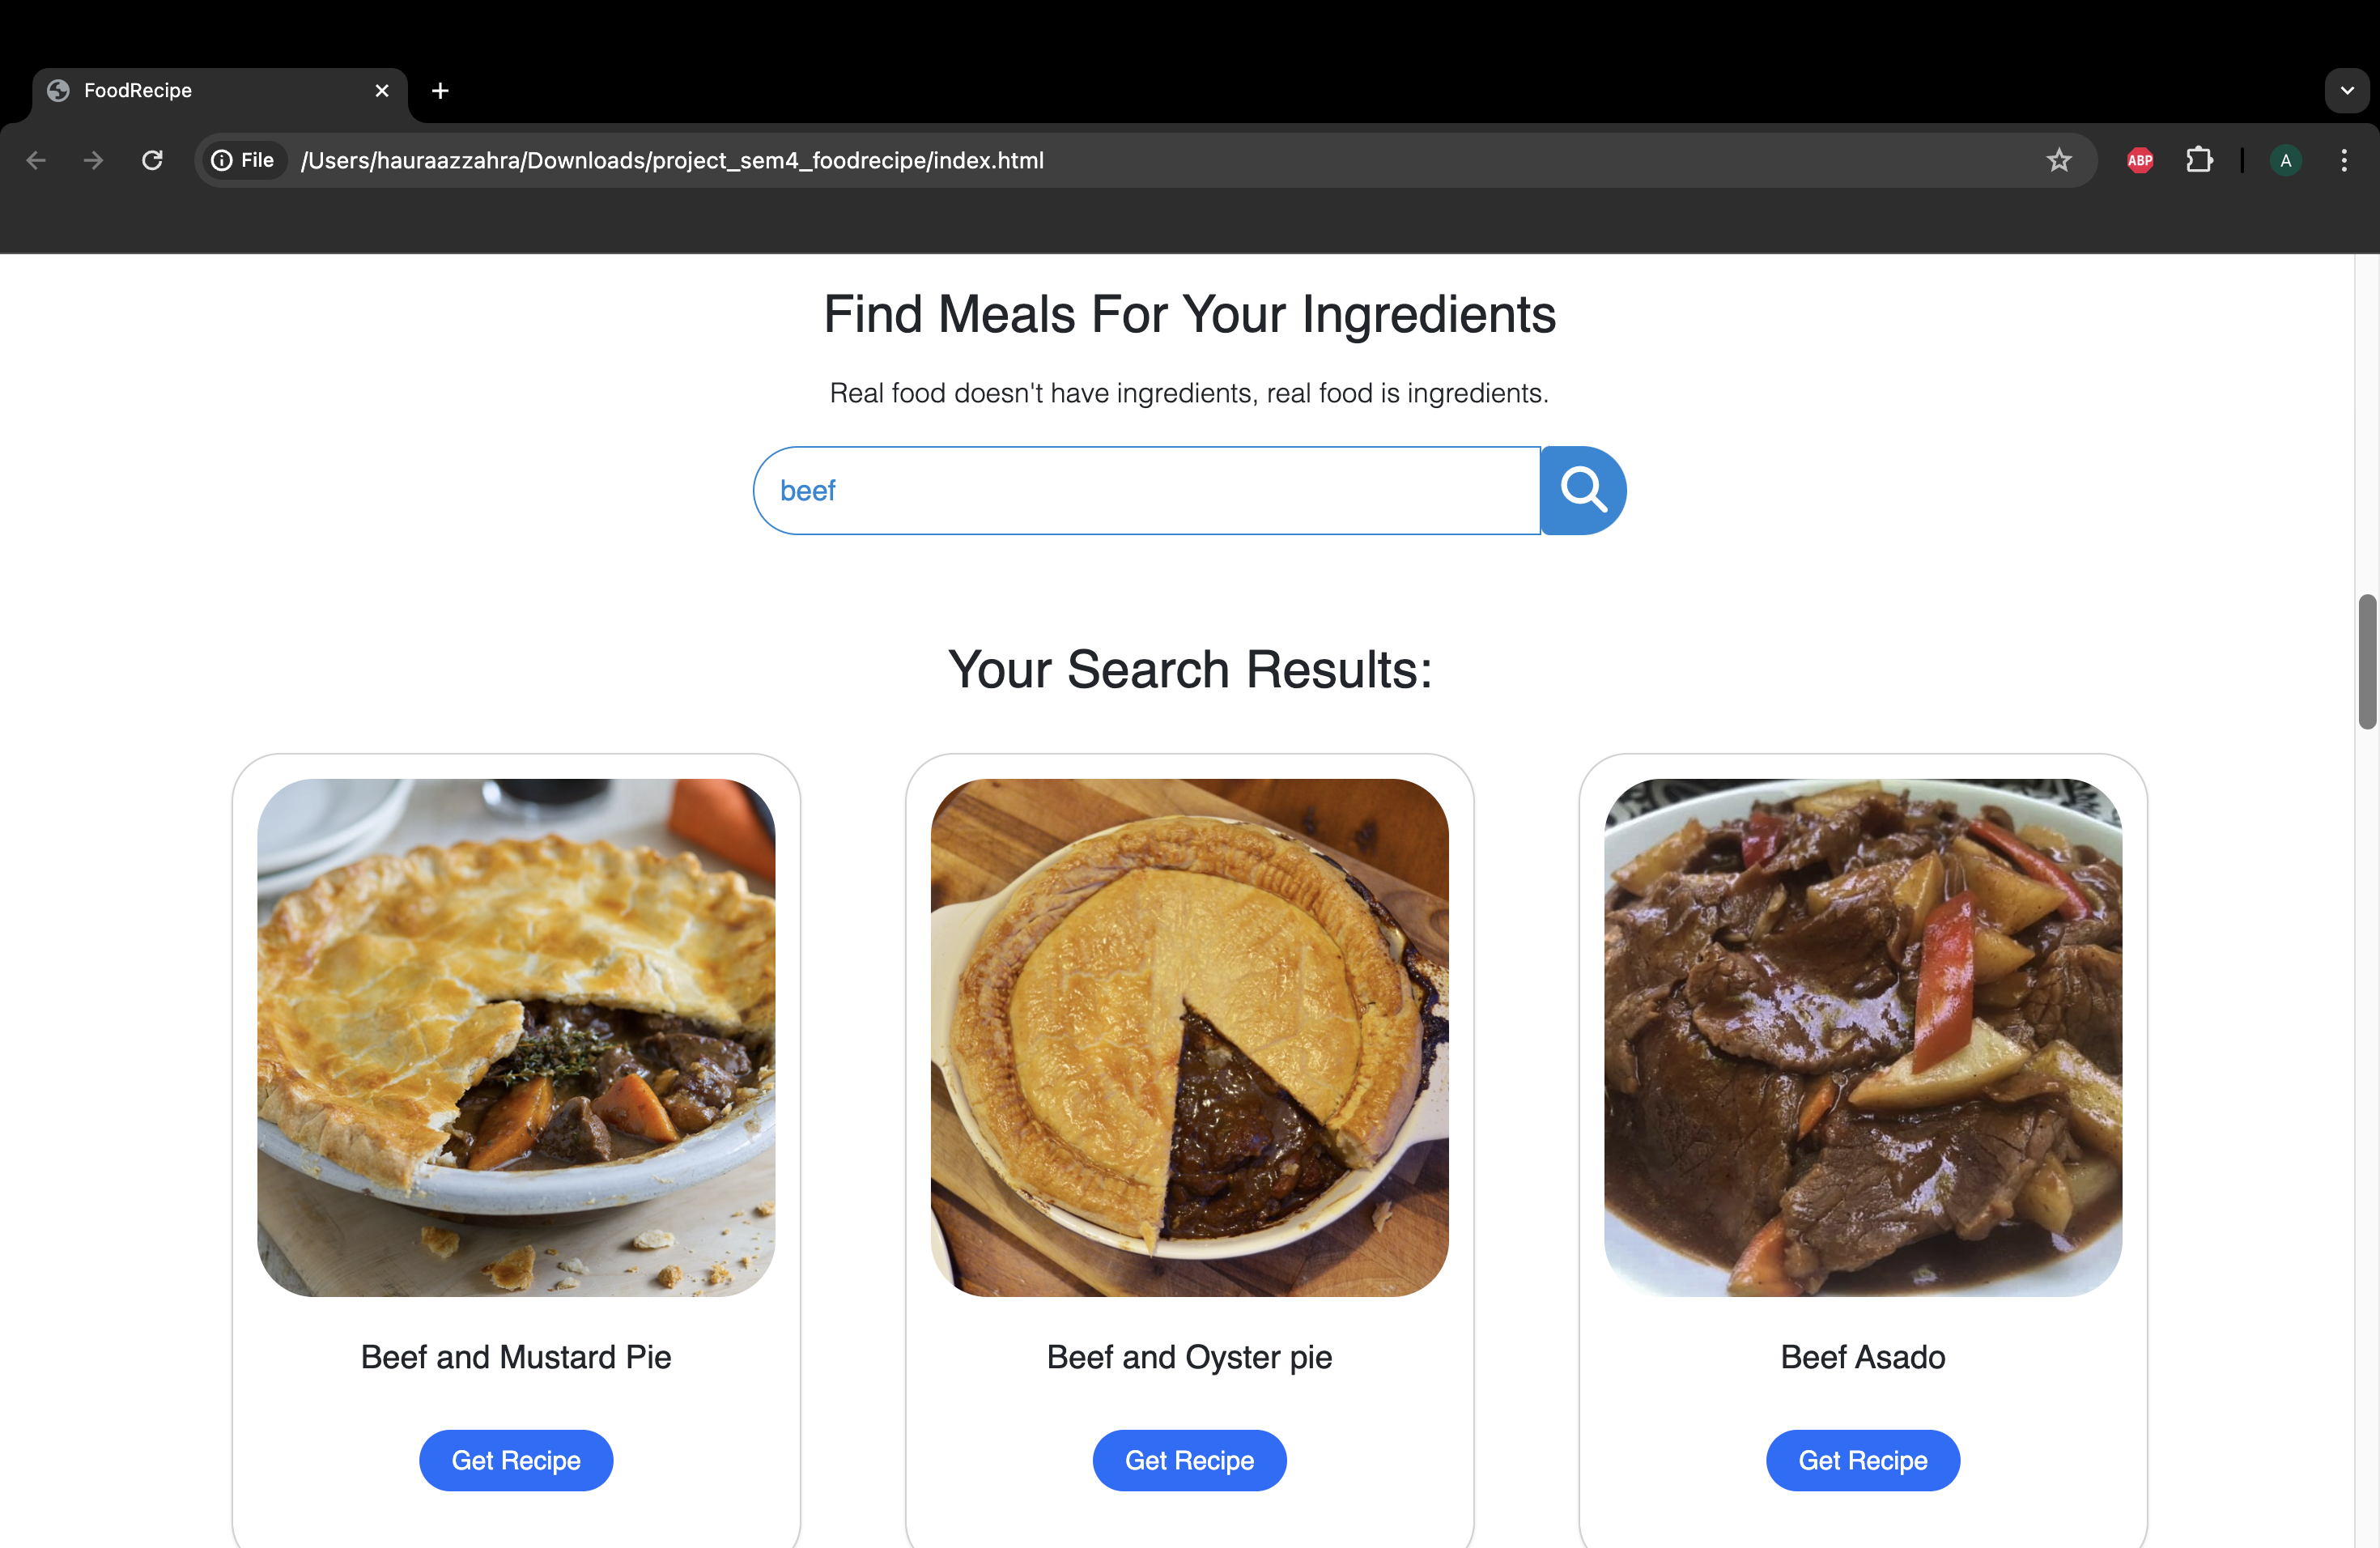 FoodRecipe
File /Users/hauraazzahra/Downloads/project_sem4_foodrecipe/index.html ABP A
Find Meals For Your Ingredients
Real food doesn't have ingredients, real food is ingredients.
beef
Your Search Results:
Beef and Mustard Pie
Get Recipe
Beef and Oyster pie
Get Recipe
Beef Asado
Get Recipe